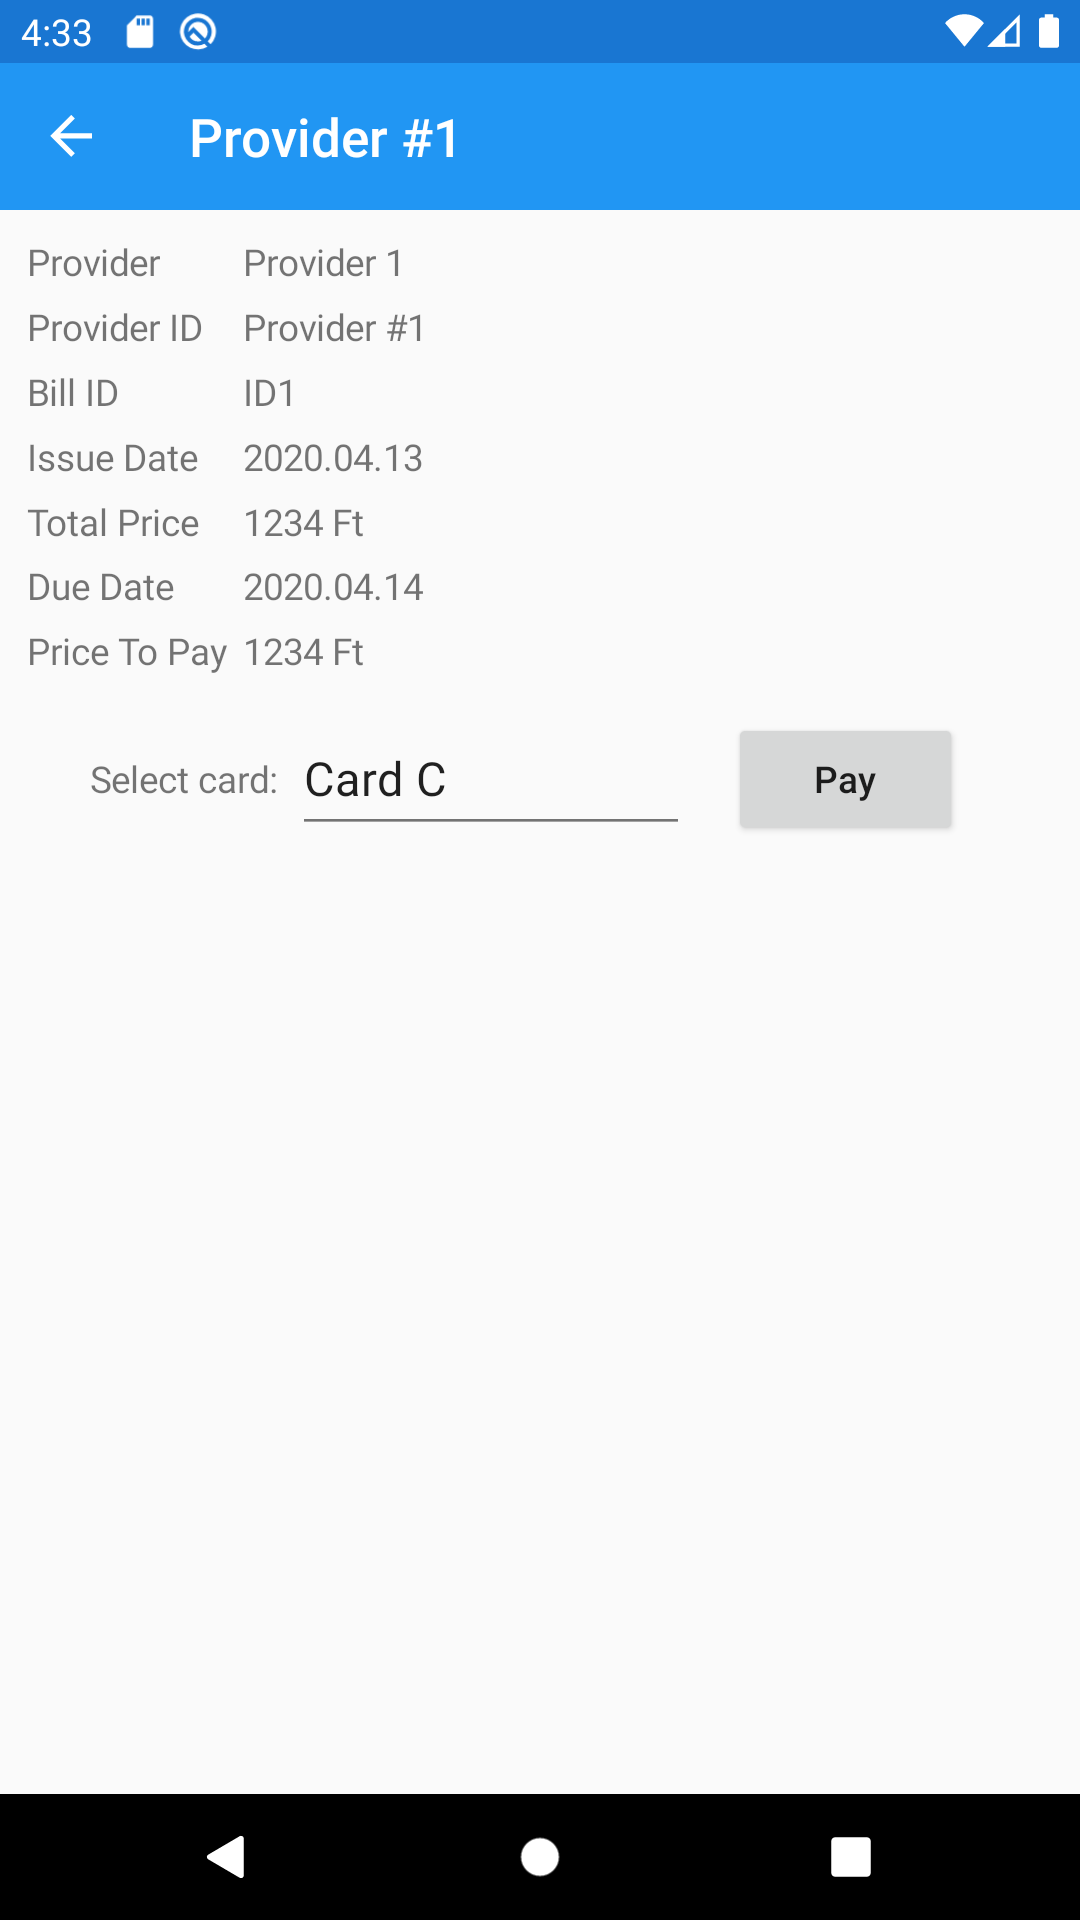 4:33
Provider #1
Provider Provider 1
Provider ID Provider #1
Bill ID ID1
Issue Date 2020.04.13
Total Price 1234 Ft
Due Date 2020.04.14
Price To Pay 1234 Ft
Select card: Card C Pay